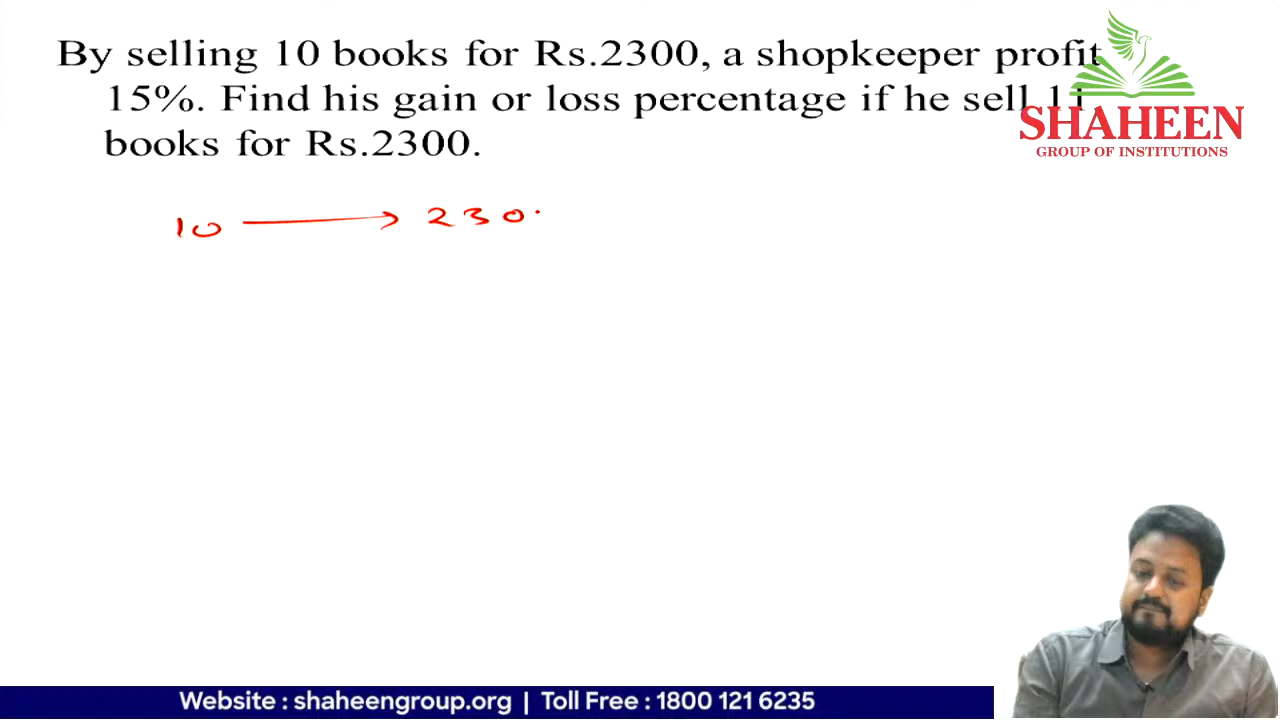 By selling 10 books for Rs.2300, a shopkeeper profit
15%. Find his gain or loss percentage if he sell 11
books for Rs.2300.
SHAHEEN
GROUP OF INSTITUTIONS
10 → 230
Website : shaheengroup.org | Toll Free : 1800 121 6235